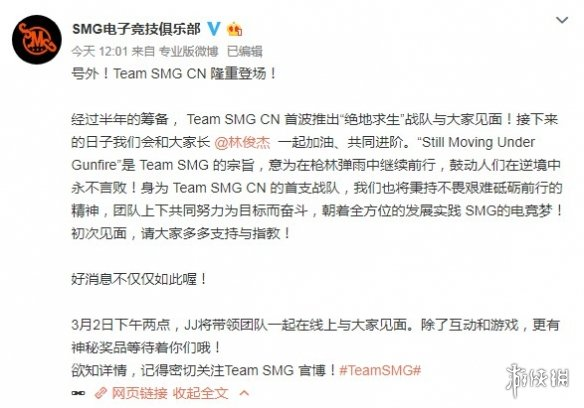 SMG电子竞技俱乐部
今天 12:01 来自 专业版微博 已编辑
号外！Team SMG CN 隆重登场！
经过半年的筹备， Team SMG CN 首波推出“绝地求生”战队与大家见面！接下来
的日子我们会和大家长 @林俊杰 一起加油、共同进阶。“Still Moving Under
Gunfire”是 Team SMG 的宗旨，意为在枪林弹雨中继续前行，鼓动人们在逆境中
永不言败！身为 Team SMG CN 的首支战队，我们也将秉持不畏艰难砥砺前行的
精神，团队上下共同努力为目标而奋斗，朝着全方位的发展实践 SMG的电竞梦！
初次见面，请大家多多支持与指教！
好消息不仅仅如此喔！
3月2日下午两点，JJ将带领团队一起在线上与大家见面。除了互动和游戏，更有
神秘奖品等待着你们哦！
欲知详情，记得密切关注Team SMG 官博！#TeamSMG#
网页链接 收起全文
游侠网